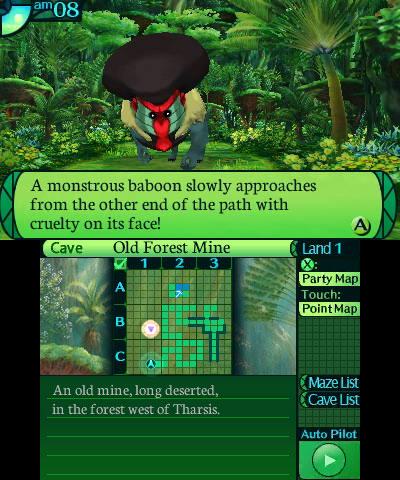 am 08
A monstrous baboon slowly approaches
from the other end of the path with
cruelty on its face!
A
Cave Old Forest Mine Land 1
1 2 3
A
B
C
X:
Party Map
Touch:
Point Map
An old mine, long deserted,
in the forest west of Tharsis.
Maze List
Cave List
Auto Pilot